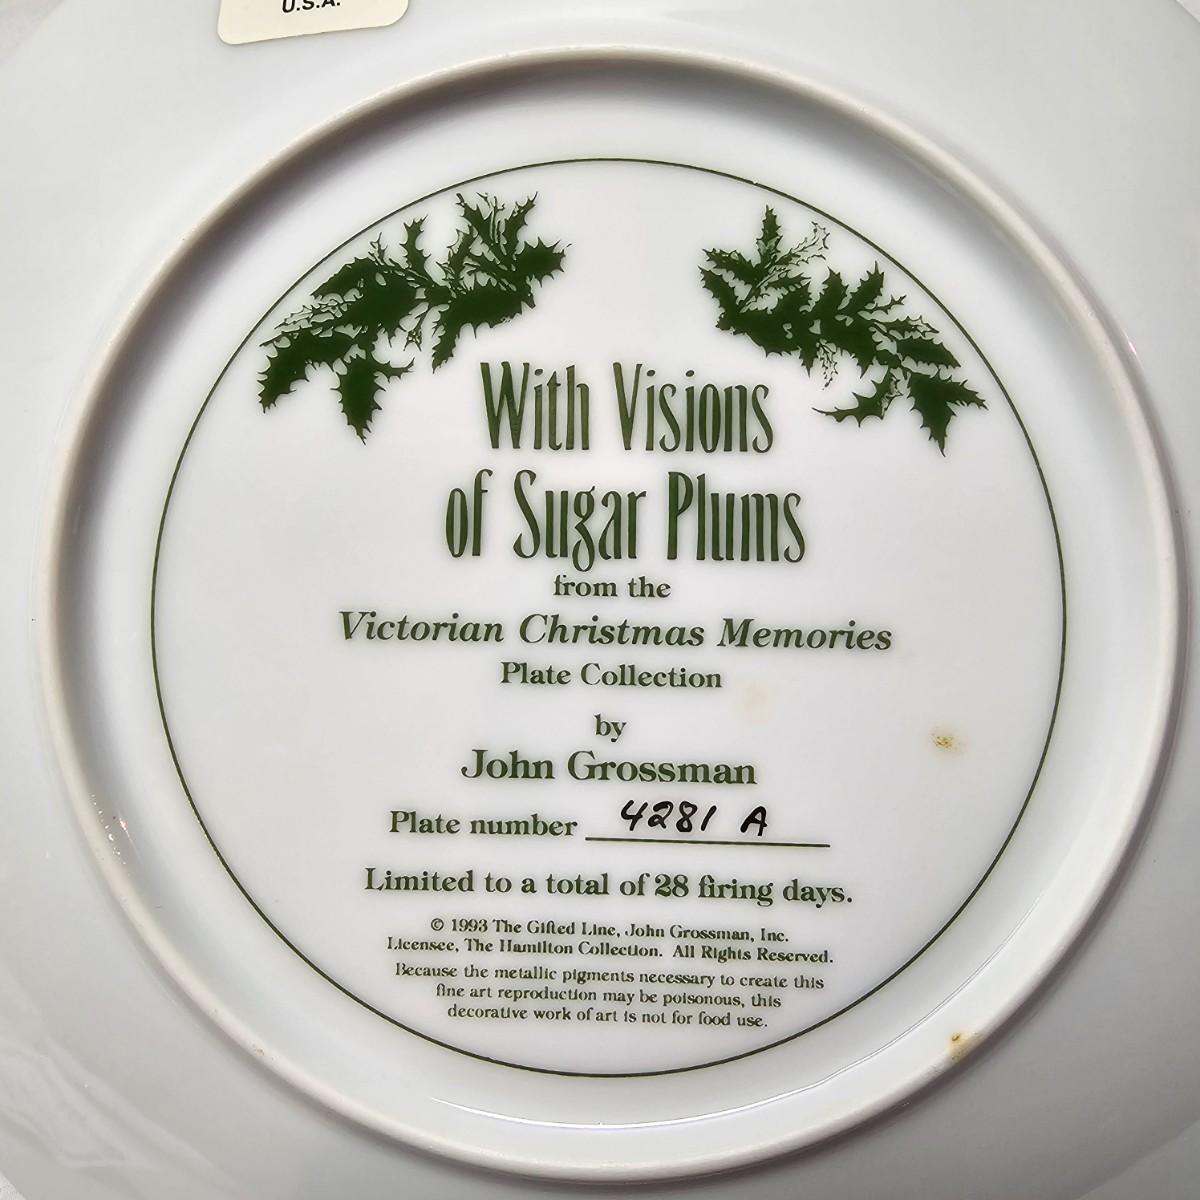 U.S.A.
With Visions
of Sugar Plums
from the
Victorian Christmas Memories
Plate Collection
by
John Grossman
Plate number 4281 A
Limited to a total of 28 firing days.
© 1993 The Gifted Line, John Grossman, Inc.
Licensee, The Hamilton Collection. All Rights Reserved.
Because the metallic pigments necessary to create this
fine art reproduction may be poisonous, this
decorative work of art is not for food use.